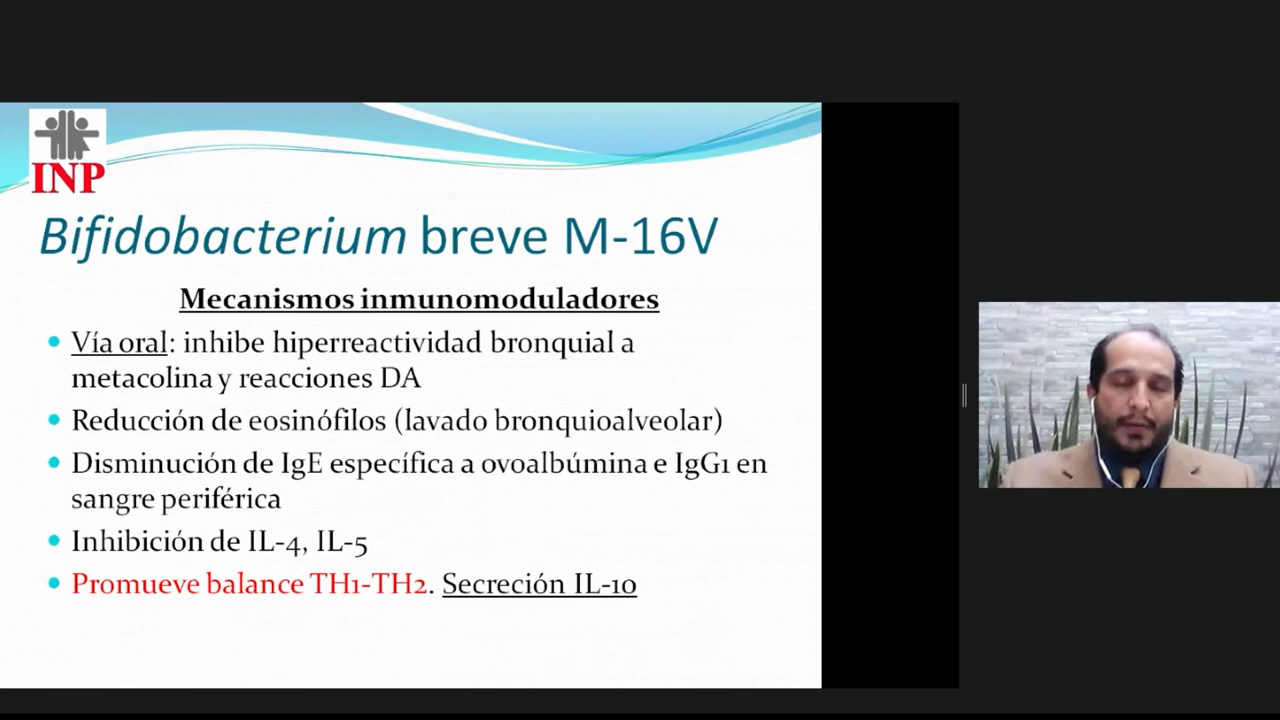 INP
Bifidobacterium breve M-16V
Mecanismos inmunomoduladores
• Vía oral: inhibe hiperreactividad bronquial a
metacolina y reacciones DA
• Reducción de eosinófilos (lavado bronquioalveolar)
• Disminución de IgE específica a ovoalbúmina e IgG1 en
sangre periférica
• Inhibición de IL-4, IL-5
• Promueve balance TH1-TH2. Secreción IL-10